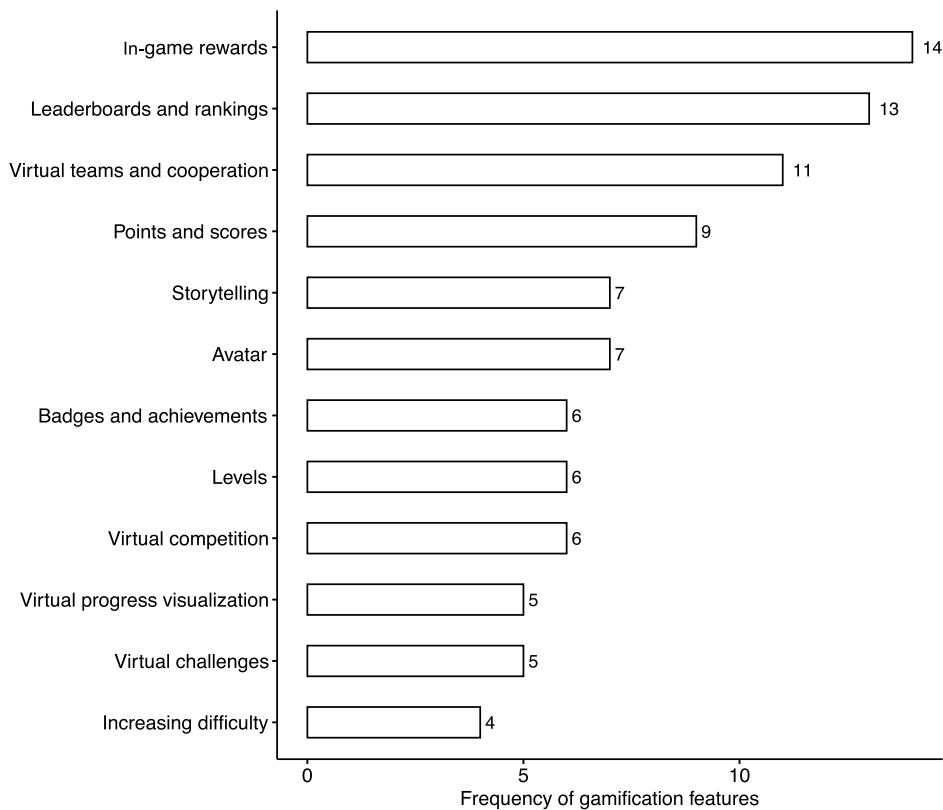 In-game rewards 14
Leaderboards and rankings 13
Virtual teams and cooperation 11
Points and scores 9
Storytelling 7
Avatar 7
Badges and achievements 6
Levels 6
Virtual competition 6
Virtual progress visualization 5
Virtual challenges 5
Increasing difficulty 4
0 5 10
Frequency of gamification features